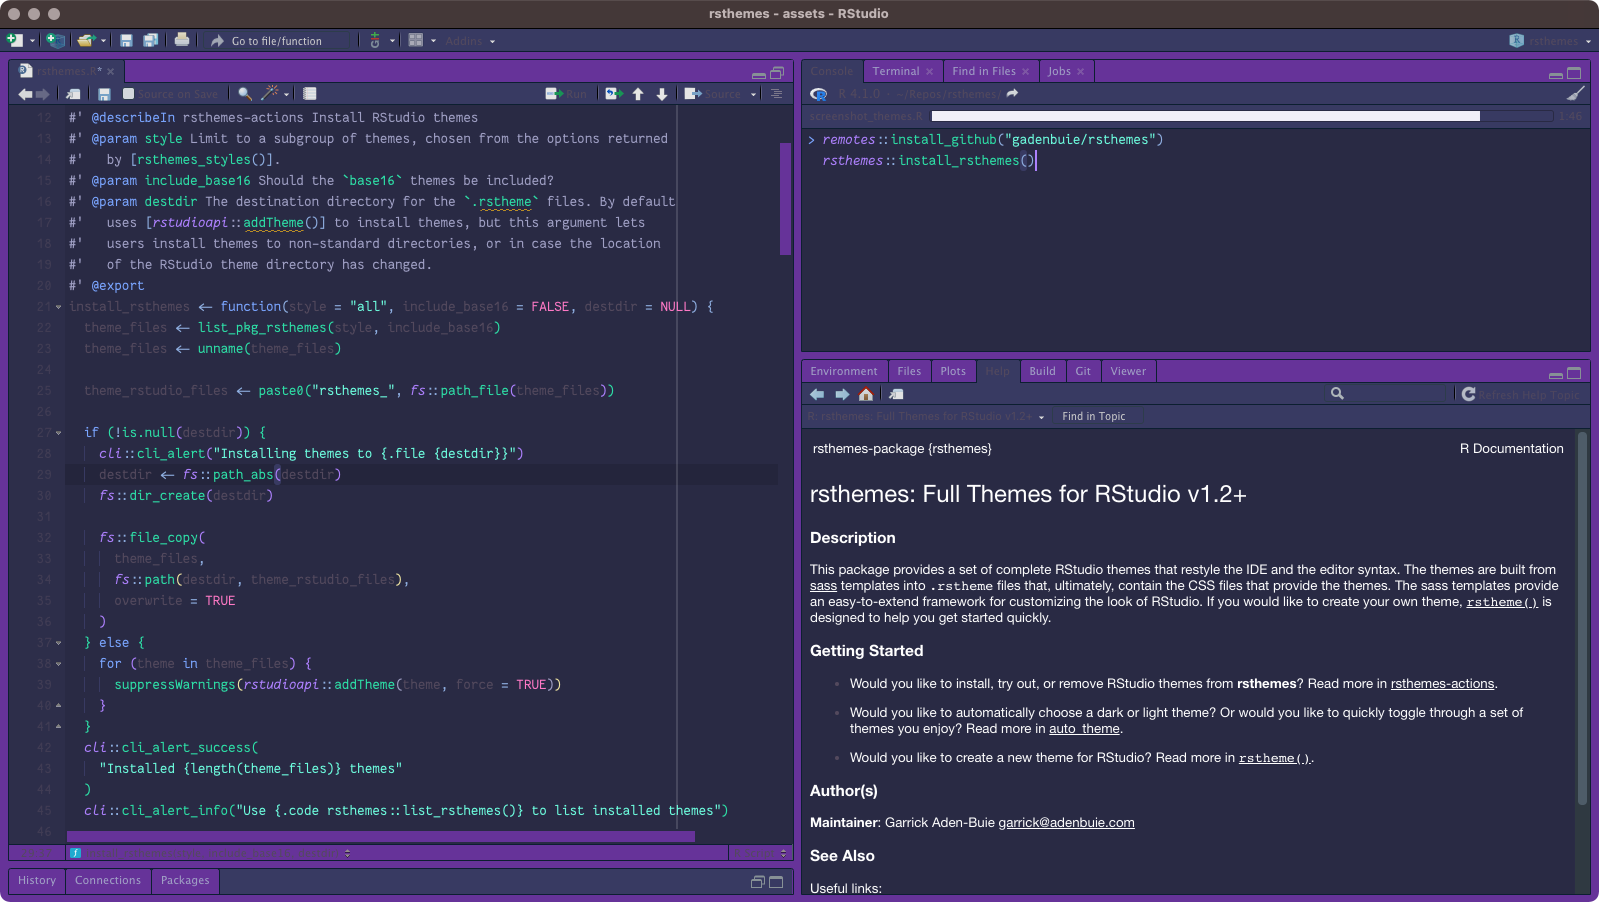 rsthemes - assets - RStudio
Go to file/function
Addins
rsthemes
rsthemes.R*
Source on Save
Run
Source
12 #' @describeIn rsthemes-actions Install RStudio themes
13 #' @param style Limit to a subgroup of themes, chosen from the options returned
14 #'   by [rsthemes_styles()].
15 #' @param include_base16 Should the `base16` themes be included?
16 #' @param destdir The destination directory for the `.rstheme` files. By default
17 #'   uses [rstudioapi::addTheme()] to install themes, but this argument lets
18 #'   users install themes to non-standard directories, or in case the location
19 #'   of the RStudio theme directory has changed.
20 #' @export
21 install_rsthemes <- function(style = "all", include_base16 = FALSE, destdir = NULL) {
22   theme_files <- list_pkg_rsthemes(style, include_base16)
23   theme_files <- unname(theme_files)
24
25   theme_rstudio_files <- paste0("rsthemes_", fs::path_file(theme_files))
26
27   if (!is.null(destdir)) {
28     cli::cli_alert("Installing themes to {.file {destdir}}")
29     destdir <- fs::path_abs(destdir)
30     fs::dir_create(destdir)
31
32     fs::file_copy(
33       theme_files,
34       fs::path(destdir, theme_rstudio_files),
35       overwrite = TRUE
36     )
37   } else {
38     for (theme in theme_files) {
39       suppressWarnings(rstudioapi::addTheme(theme, force = TRUE))
40     }
41   }
42   cli::cli_alert_success(
43     "Installed {length(theme_files)} themes"
44   )
45   cli::cli_alert_info("Use {.code rsthemes::list_rsthemes()} to list installed themes")
46
History
Connections
Packages
Console
Terminal
Find in Files
Jobs
R 4.1.0 · ~/Repos/rsthemes/
screenshot_themes.R
1:46
> remotes::install_github("gadenbuie/rsthemes")
rsthemes::install_rsthemes()
Environment
Files
Plots
Help
Build
Git
Viewer
Refresh Help Topic
R: rsthemes: Full Themes for RStudio v1.2+
Find in Topic
rsthemes-package {rsthemes}
R Documentation
rsthemes: Full Themes for RStudio v1.2+
Description
This package provides a set of complete RStudio themes that restyle the IDE and the editor syntax. The themes are built from
sass templates into .rstheme files that, ultimately, contain the CSS files that provide the themes. The sass templates provide
an easy-to-extend framework for customizing the look of RStudio. If you would like to create your own theme, rstheme() is
designed to help you get started quickly.
Getting Started
• Would you like to install, try out, or remove RStudio themes from rsthemes? Read more in rsthemes-actions.
• Would you like to automatically choose a dark or light theme? Or would you like to quickly toggle through a set of
themes you enjoy? Read more in auto_theme.
• Would you like to create a new theme for RStudio? Read more in rstheme().
Author(s)
Maintainer: Garrick Aden-Buie garrick@adenbuie.com
See Also
Useful links: